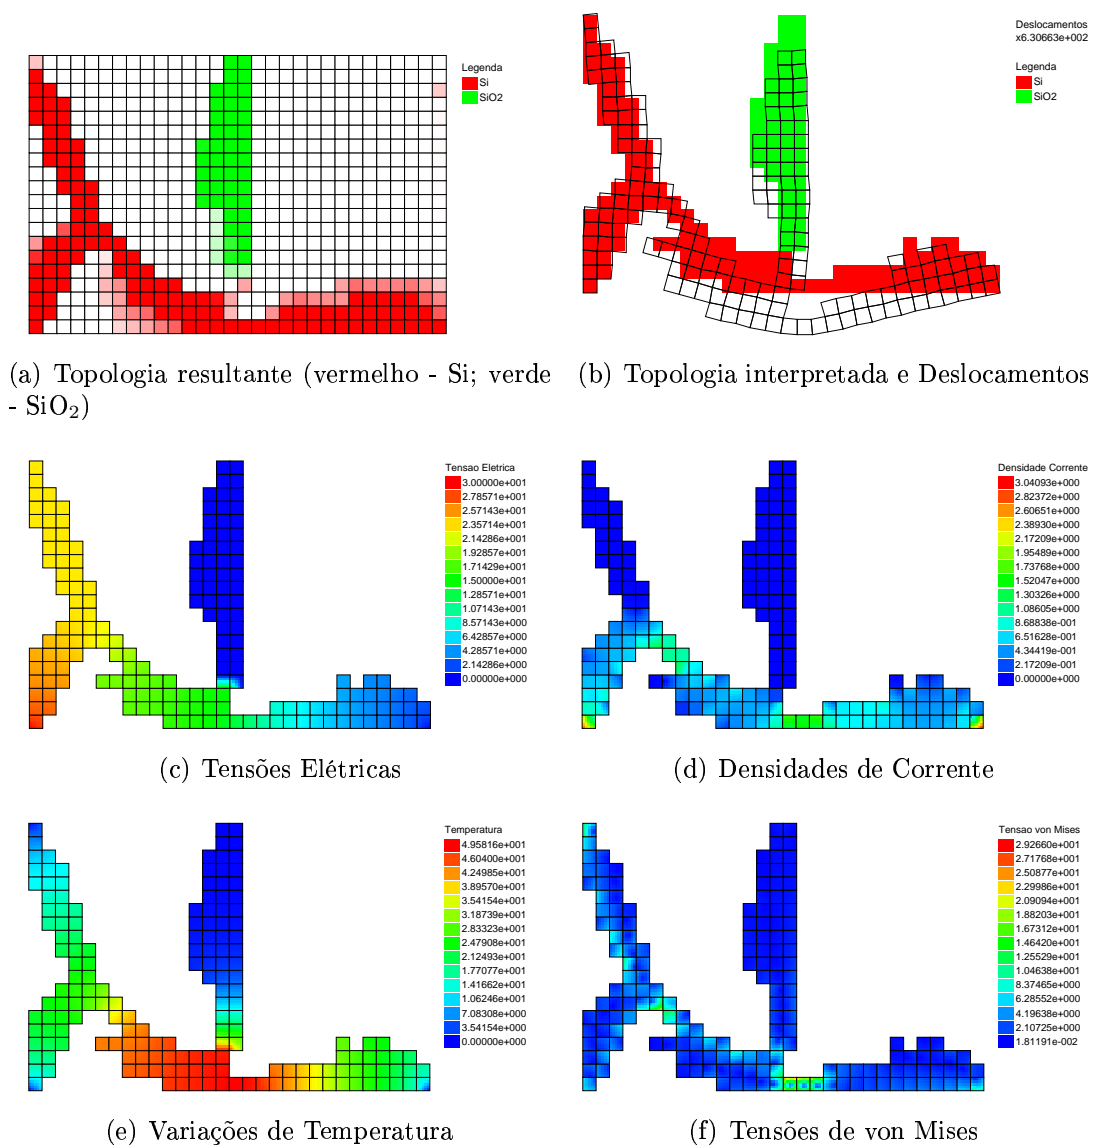 Deslocamentos
x6.30663e+002
Legenda
Si
SiO2
Legenda
Si
SiO2
(a) Topologia resultante (vermelho - Si; verde
- SiO₂)
(b) Topologia interpretada e Deslocamentos
Tensao Eletrica
3.00000e+001
2.78571e+001
2.57143e+001
2.35714e+001
2.14286e+001
1.92857e+001
1.71429e+001
1.50000e+001
1.28571e+001
1.07143e+001
8.57143e+000
6.42857e+000
4.28571e+000
2.14286e+000
0.00000e+000
Densidade Corrente
3.04093e+000
2.82372e+000
2.60651e+000
2.38930e+000
2.17209e+000
1.95489e+000
1.73768e+000
1.52047e+000
1.30326e+000
1.08605e+000
8.68838e-001
6.51628e-001
4.34419e-001
2.17209e-001
0.00000e+000
(c) Tensões Elétricas
(d) Densidades de Corrente
Temperatura
4.95816e+001
4.60400e+001
4.24985e+001
3.89570e+001
3.54154e+001
3.18739e+001
2.83323e+001
2.47908e+001
2.12493e+001
1.77077e+001
1.41662e+001
1.06246e+001
7.08308e+000
3.54154e+000
0.00000e+000
Tensao von Mises
2.92660e+001
2.71768e+001
2.50877e+001
2.29986e+001
2.09094e+001
1.88203e+001
1.67312e+001
1.46420e+001
1.25529e+001
1.04638e+001
8.37465e+000
6.28552e+000
4.19638e+000
2.10725e+000
1.81191e-002
(e) Variações de Temperatura
(f) Tensões de von Mises